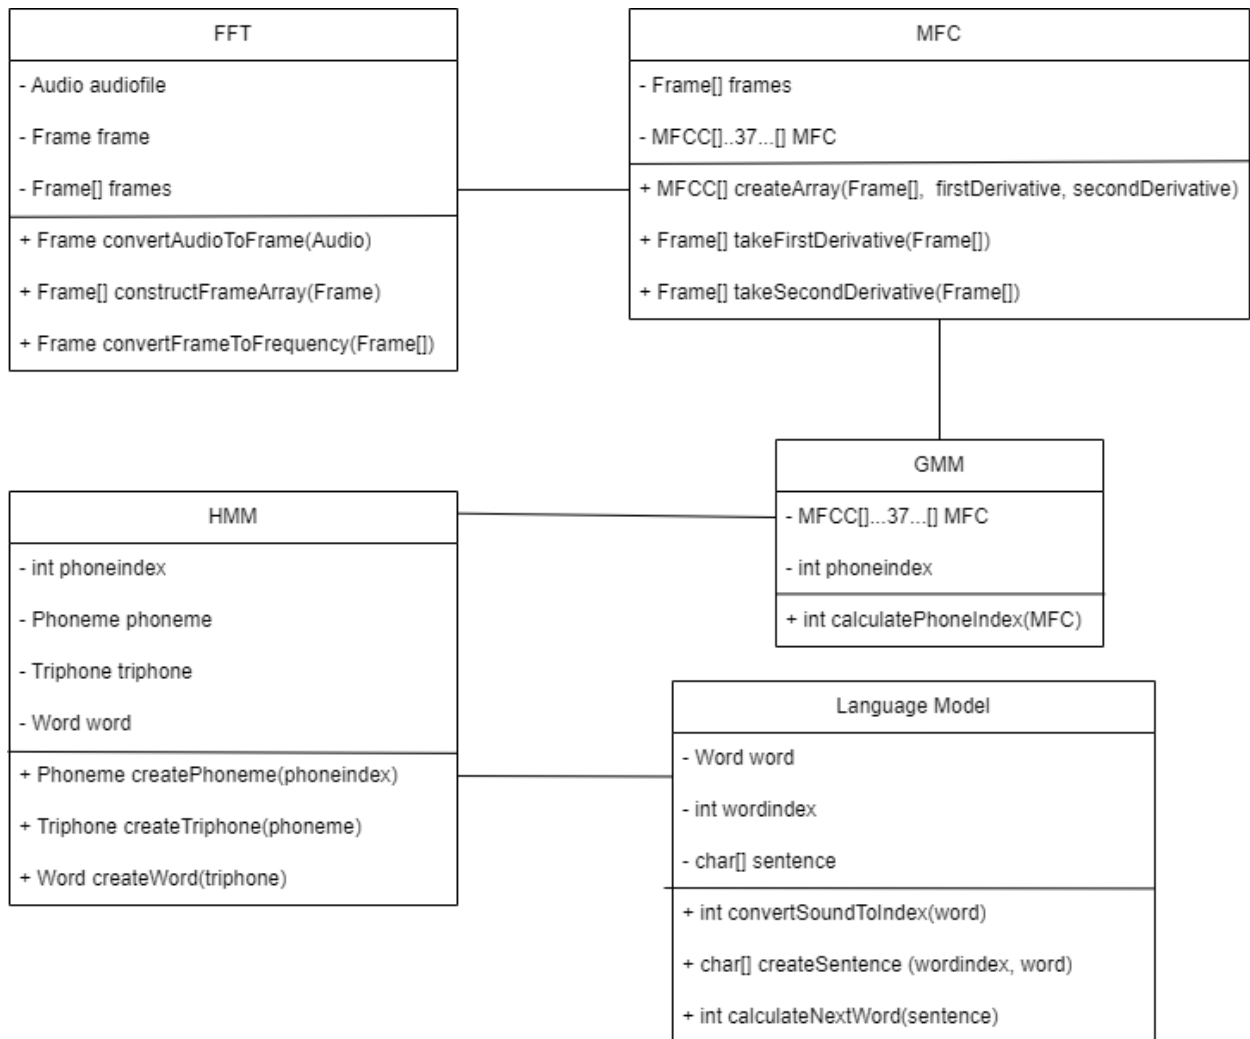 FFT
- Audio audiofile
- Frame frame
- Frame[] frames
+ Frame convertAudioToFrame(Audio)
+ Frame[] constructFrameArray(Frame)
+ Frame convertFrameToFrequency(Frame[])
MFC
- Frame[] frames
- MFCC[]..37...[] MFC
+ MFCC[] createArray(Frame[],  firstDerivative, secondDerivative)
+ Frame[] takeFirstDerivative(Frame[])
+ Frame[] takeSecondDerivative(Frame[])
GMM
- MFCC[]...37...[] MFC
- int phoneindex
+ int calculatePhoneIndex(MFC)
HMM
- int phoneindex
- Phoneme phoneme
- Triphone triphone
- Word word
+ Phoneme createPhoneme(phoneindex)
+ Triphone createTriphone(phoneme)
+ Word createWord(triphone)
Language Model
- Word word
- int wordindex
- char[] sentence
+ int convertSoundToIndex(word)
+ char[] createSentence (wordindex, word)
+ int calculateNextWord(sentence)